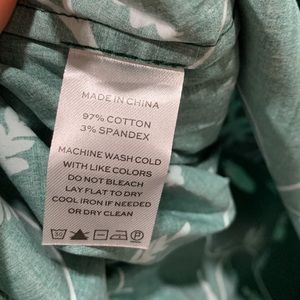 MADE IN CHINA
97% COTTON
3% SPANDEX
MACHINE WASH COLD
WITH LIKE COLORS
DO NOT BLEACH
LAY FLAT TO DRY
COOL IRON IF NEEDED
OR DRY CLEAN
30
P